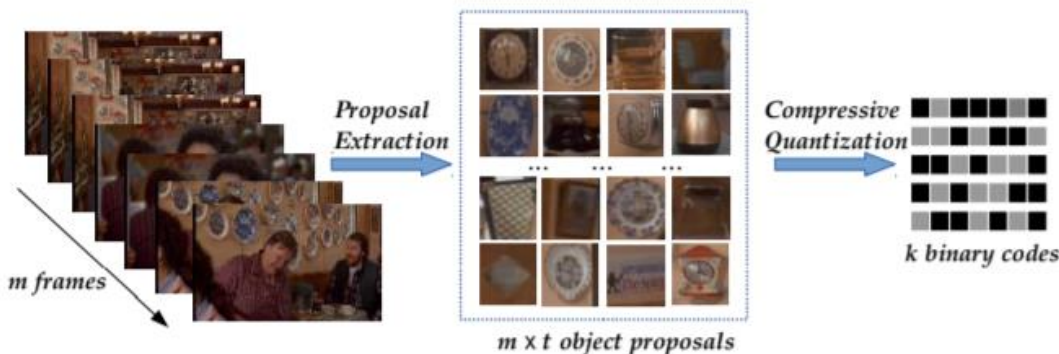 Proposal
Extraction
Compressive
Quantization
... ... ...
m frames
m x t object proposals
k binary codes